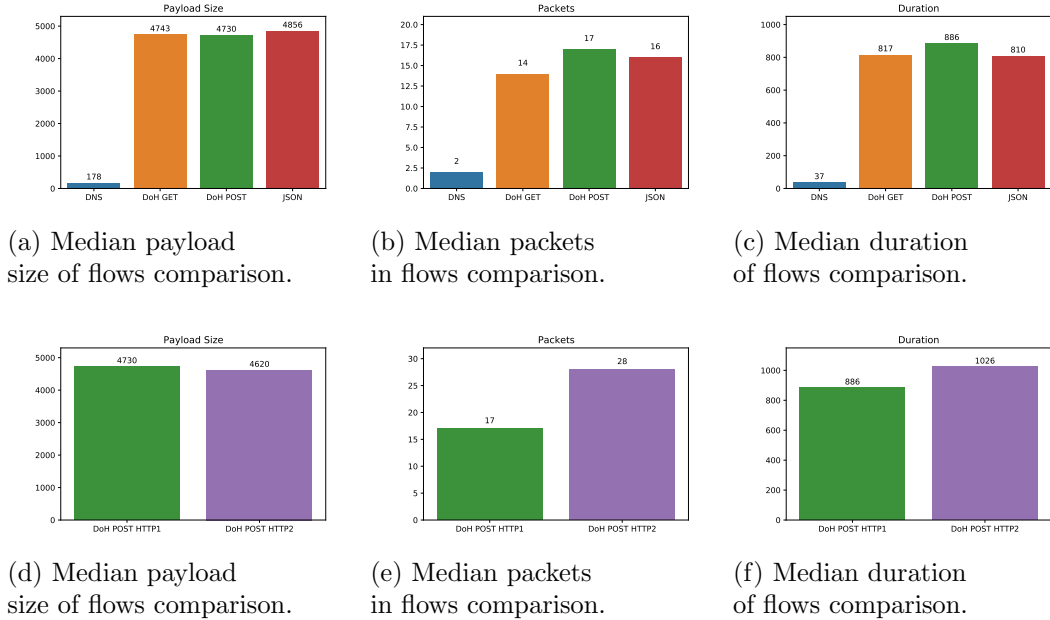 Payload Size
5000
4000
3000
2000
1000
0
178
4743
4730
4856
DNS
DoH GET
DoH POST
JSON
(a) Median payload
size of flows comparison.
Packets
20.0
17.5
15.0
12.5
10.0
7.5
5.0
2.5
0.0
2
14
17
16
DNS
DoH GET
DoH POST
JSON
(b) Median packets
in flows comparison.
Duration
1000
800
600
400
200
0
37
817
886
810
DNS
DoH GET
DoH POST
JSON
(c) Median duration
of flows comparison.
Payload Size
5000
4000
3000
2000
1000
0
4730
4620
DoH POST HTTP1
DoH POST HTTP2
(d) Median payload
size of flows comparison.
Packets
30
25
20
15
10
5
0
17
28
DoH POST HTTP1
DoH POST HTTP2
(e) Median packets
in flows comparison.
Duration
1000
800
600
400
200
0
886
1026
DoH POST HTTP1
DoH POST HTTP2
(f) Median duration
of flows comparison.